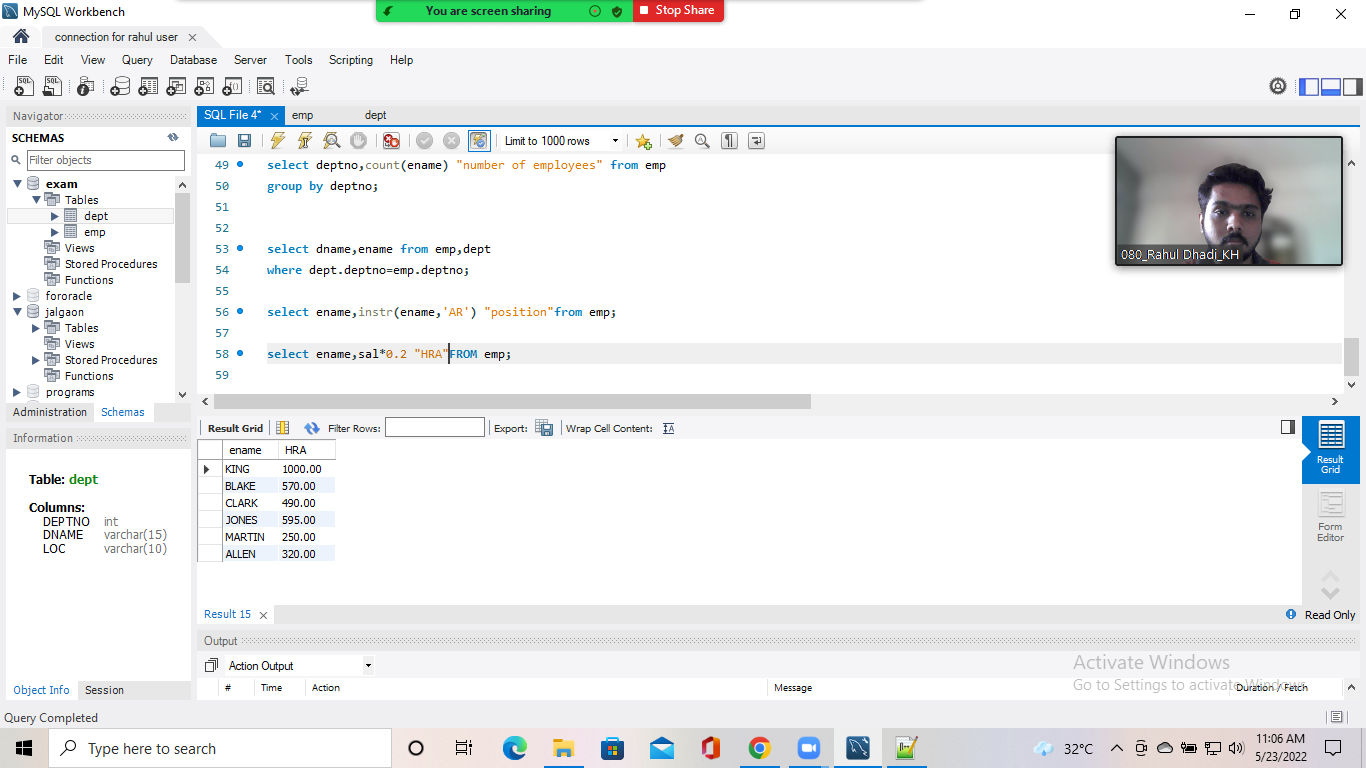 MySQL Workbench
You are screen sharing
Stop Share
connection for rahul user
File Edit View Query Database Server Tools Scripting Help
Navigator
SCHEMAS
Filter objects
exam
Tables
dept
emp
Views
Stored Procedures
Functions
fororacle
jalgaon
Tables
Views
Stored Procedures
Functions
programs
Administration Schemas
Information
Table: dept
Columns:
DEPTNO int
DNAME varchar(15)
LOC varchar(10)
Object Info Session
Query Completed
SQL File 4* emp dept
Limit to 1000 rows
49 select deptno,count(ename) "number of employees" from emp
50 group by deptno;
51
52
53 select dname,ename from emp,dept
54 where dept.deptno=emp.deptno;
55
56 select ename,instr(ename,'AR') "position"from emp;
57
58 select ename,sal*0.2 "HRA"FROM emp;
59
080_Rahul Dhadi_KH
Result Grid Filter Rows: Export: Wrap Cell Content: IA
ename HRA
KING 1000.00
BLAKE 570.00
CLARK 490.00
JONES 595.00
MARTIN 250.00
ALLEN 320.00
Result Grid
Form Editor
Result 15
Read Only
Output
Action Output
# Time Action Message Duration / Fetch
Activate Windows
Go to Settings to activate Windows.
Type here to search
32°C
11:06 AM
5/23/2022